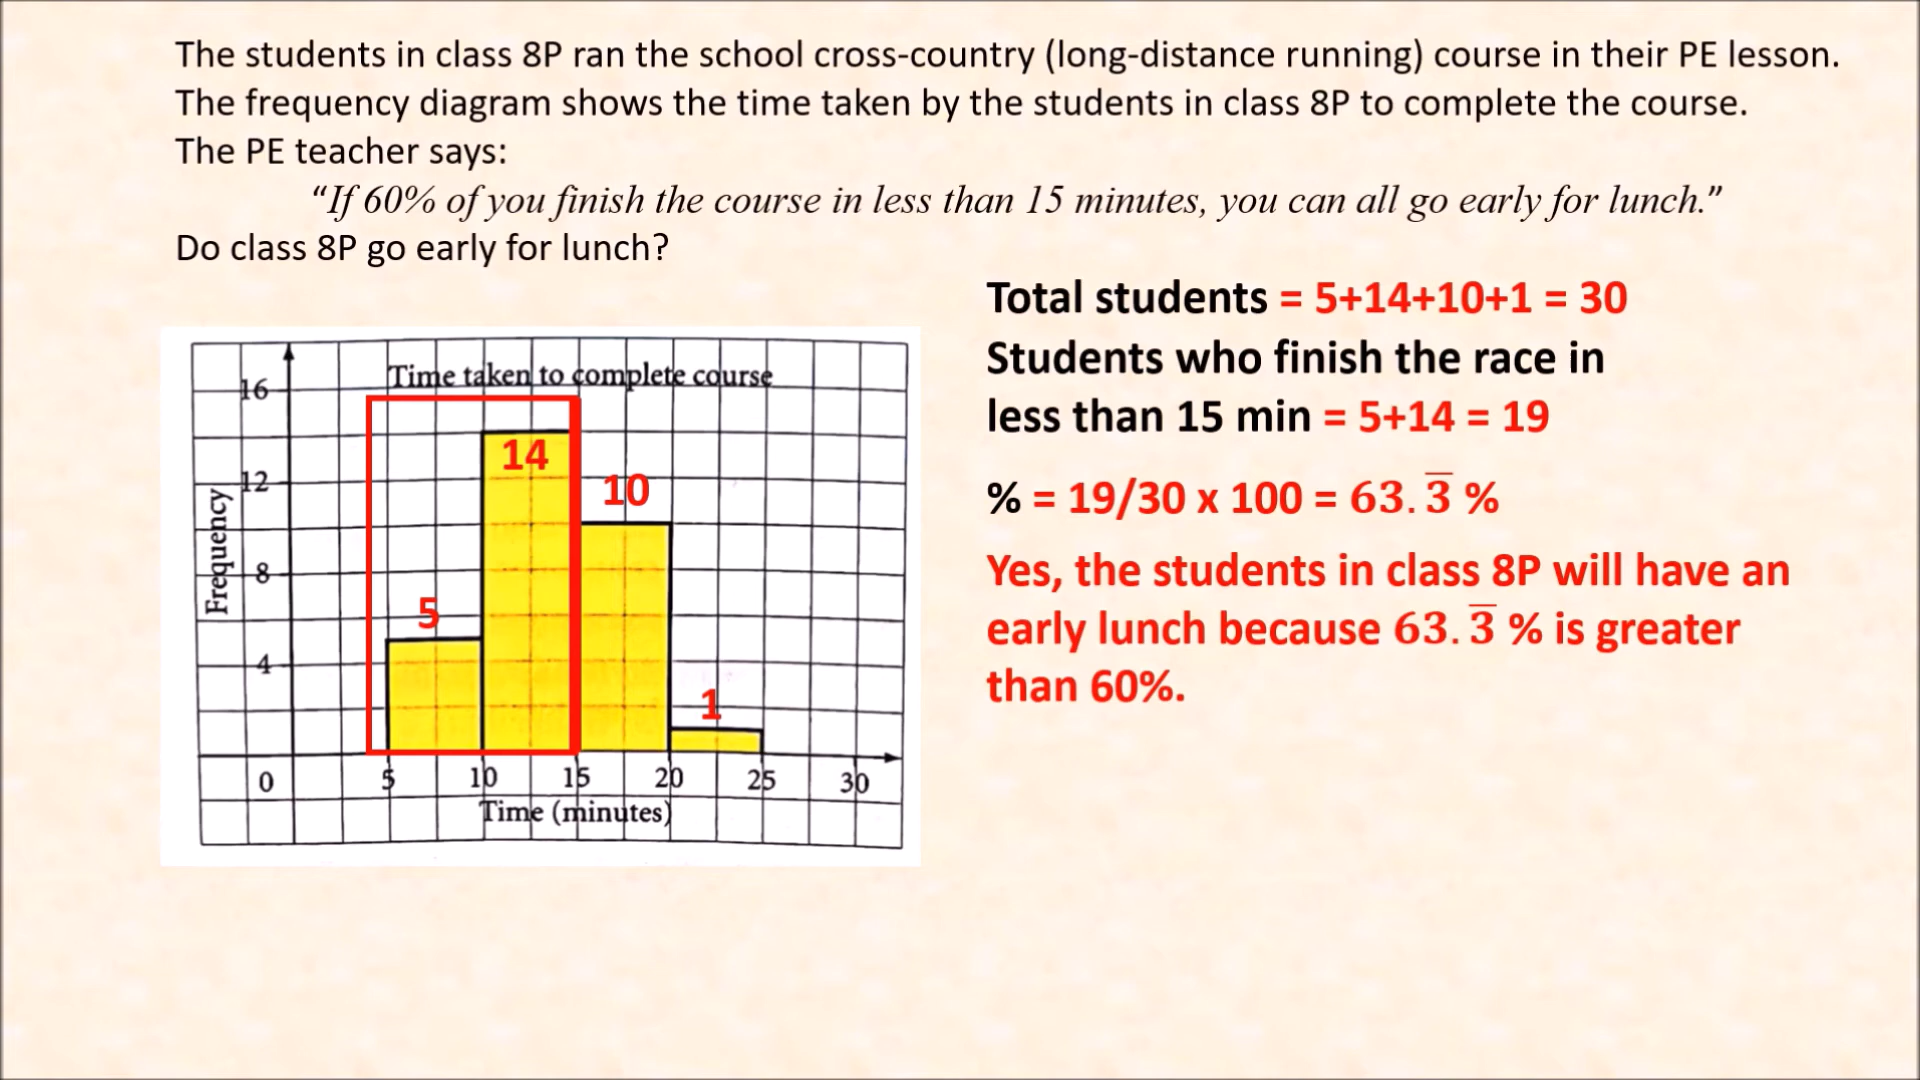 The students in class 8P ran the school cross-country (long-distance running) course in their PE lesson.
The frequency diagram shows the time taken by the students in class 8P to complete the course.
The PE teacher says:
“If 60% of you finish the course in less than 15 minutes, you can all go early for lunch.”
Do class 8P go early for lunch?
Total students = 5+14+10+1 = 30
Students who finish the race in
less than 15 min = 5+14 = 19
% = 19/30 x 100 = 63.3̅ %
Yes, the students in class 8P will have an
early lunch because 63.3̅ % is greater
than 60%.
Time taken to complete course
Frequency
16
12
8
4
0
5
14
10
1
5 10 15 20 25 30
Time (minutes)